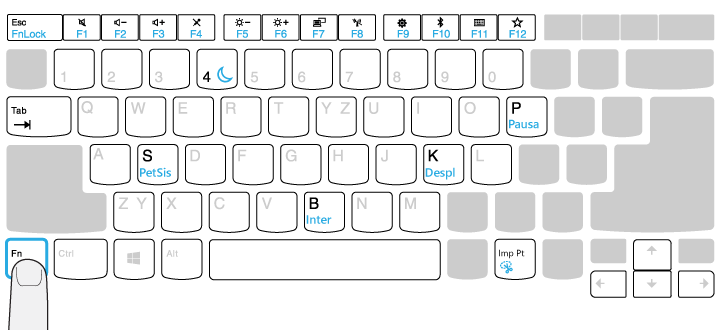 Esc
FnLock F1 F2 F3 F4 F5 F6 F7 F8 F9 F10 F11 F12
1 2 3 4 5 6 7 8 9 0
Tab Q W E R T Y Z U I O P
Pausa
A S D F G H J K L
PetSis Despl
Z Y X C V B N M
Inter
Fn Ctrl Alt Imp Pt